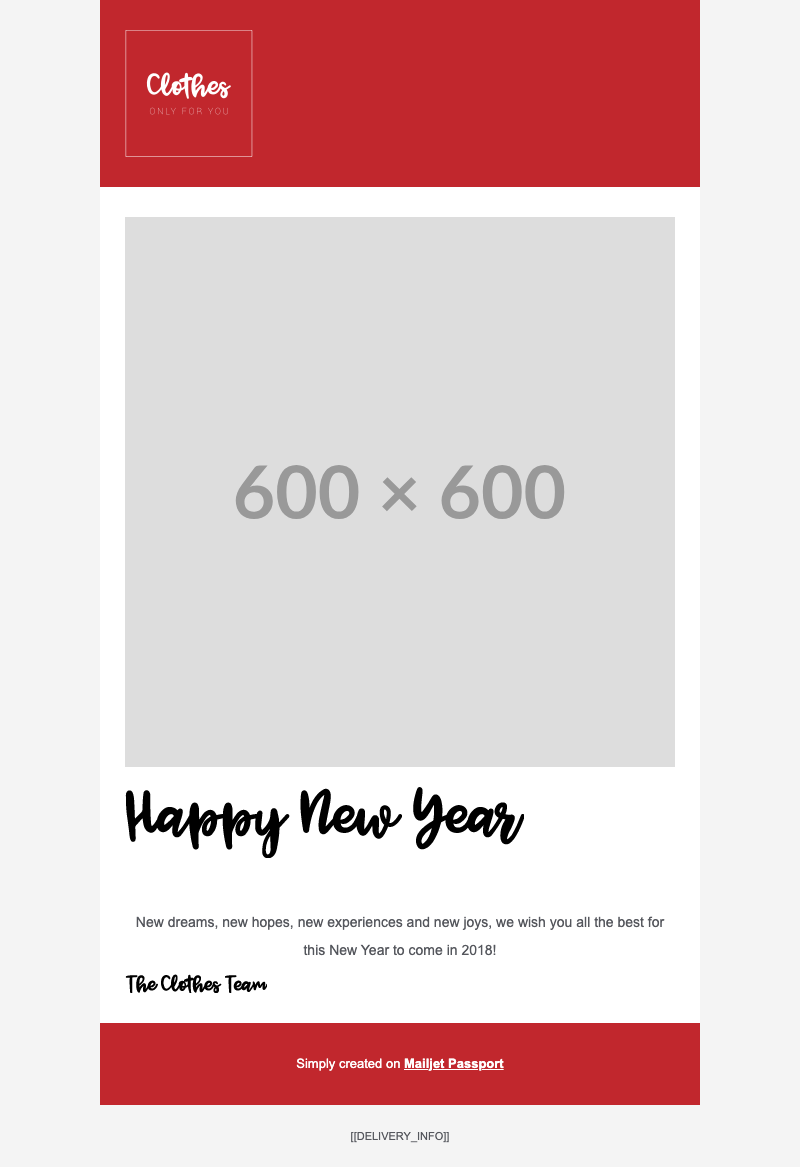 Clothes
ONLY FOR YOU
600 × 600
Happy New Year
New dreams, new hopes, new experiences and new joys, we wish you all the best for
this New Year to come in 2018!
The Clothes Team
Simply created on Mailjet Passport
[[DELIVERY_INFO]]